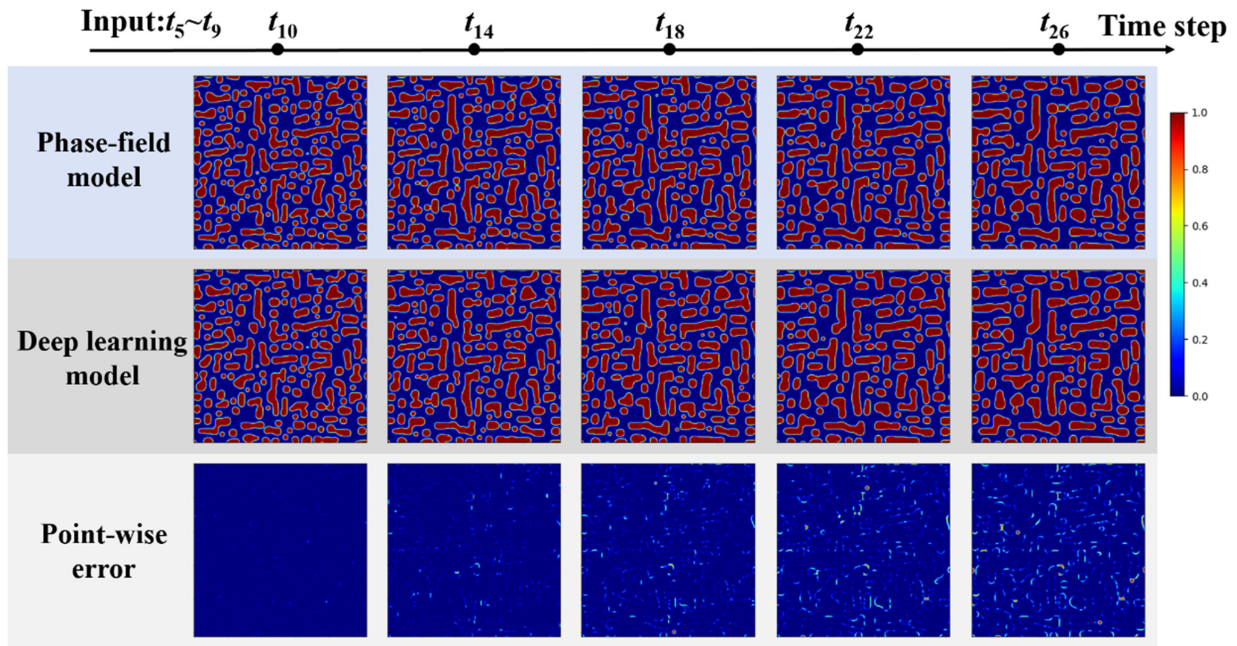 Input:t5~t9 t10 t14 t18 t22 t26 Time step
Phase-field
model
1.0
0.8
0.6
0.4
0.2
0.0
Deep learning
model
Point-wise
error